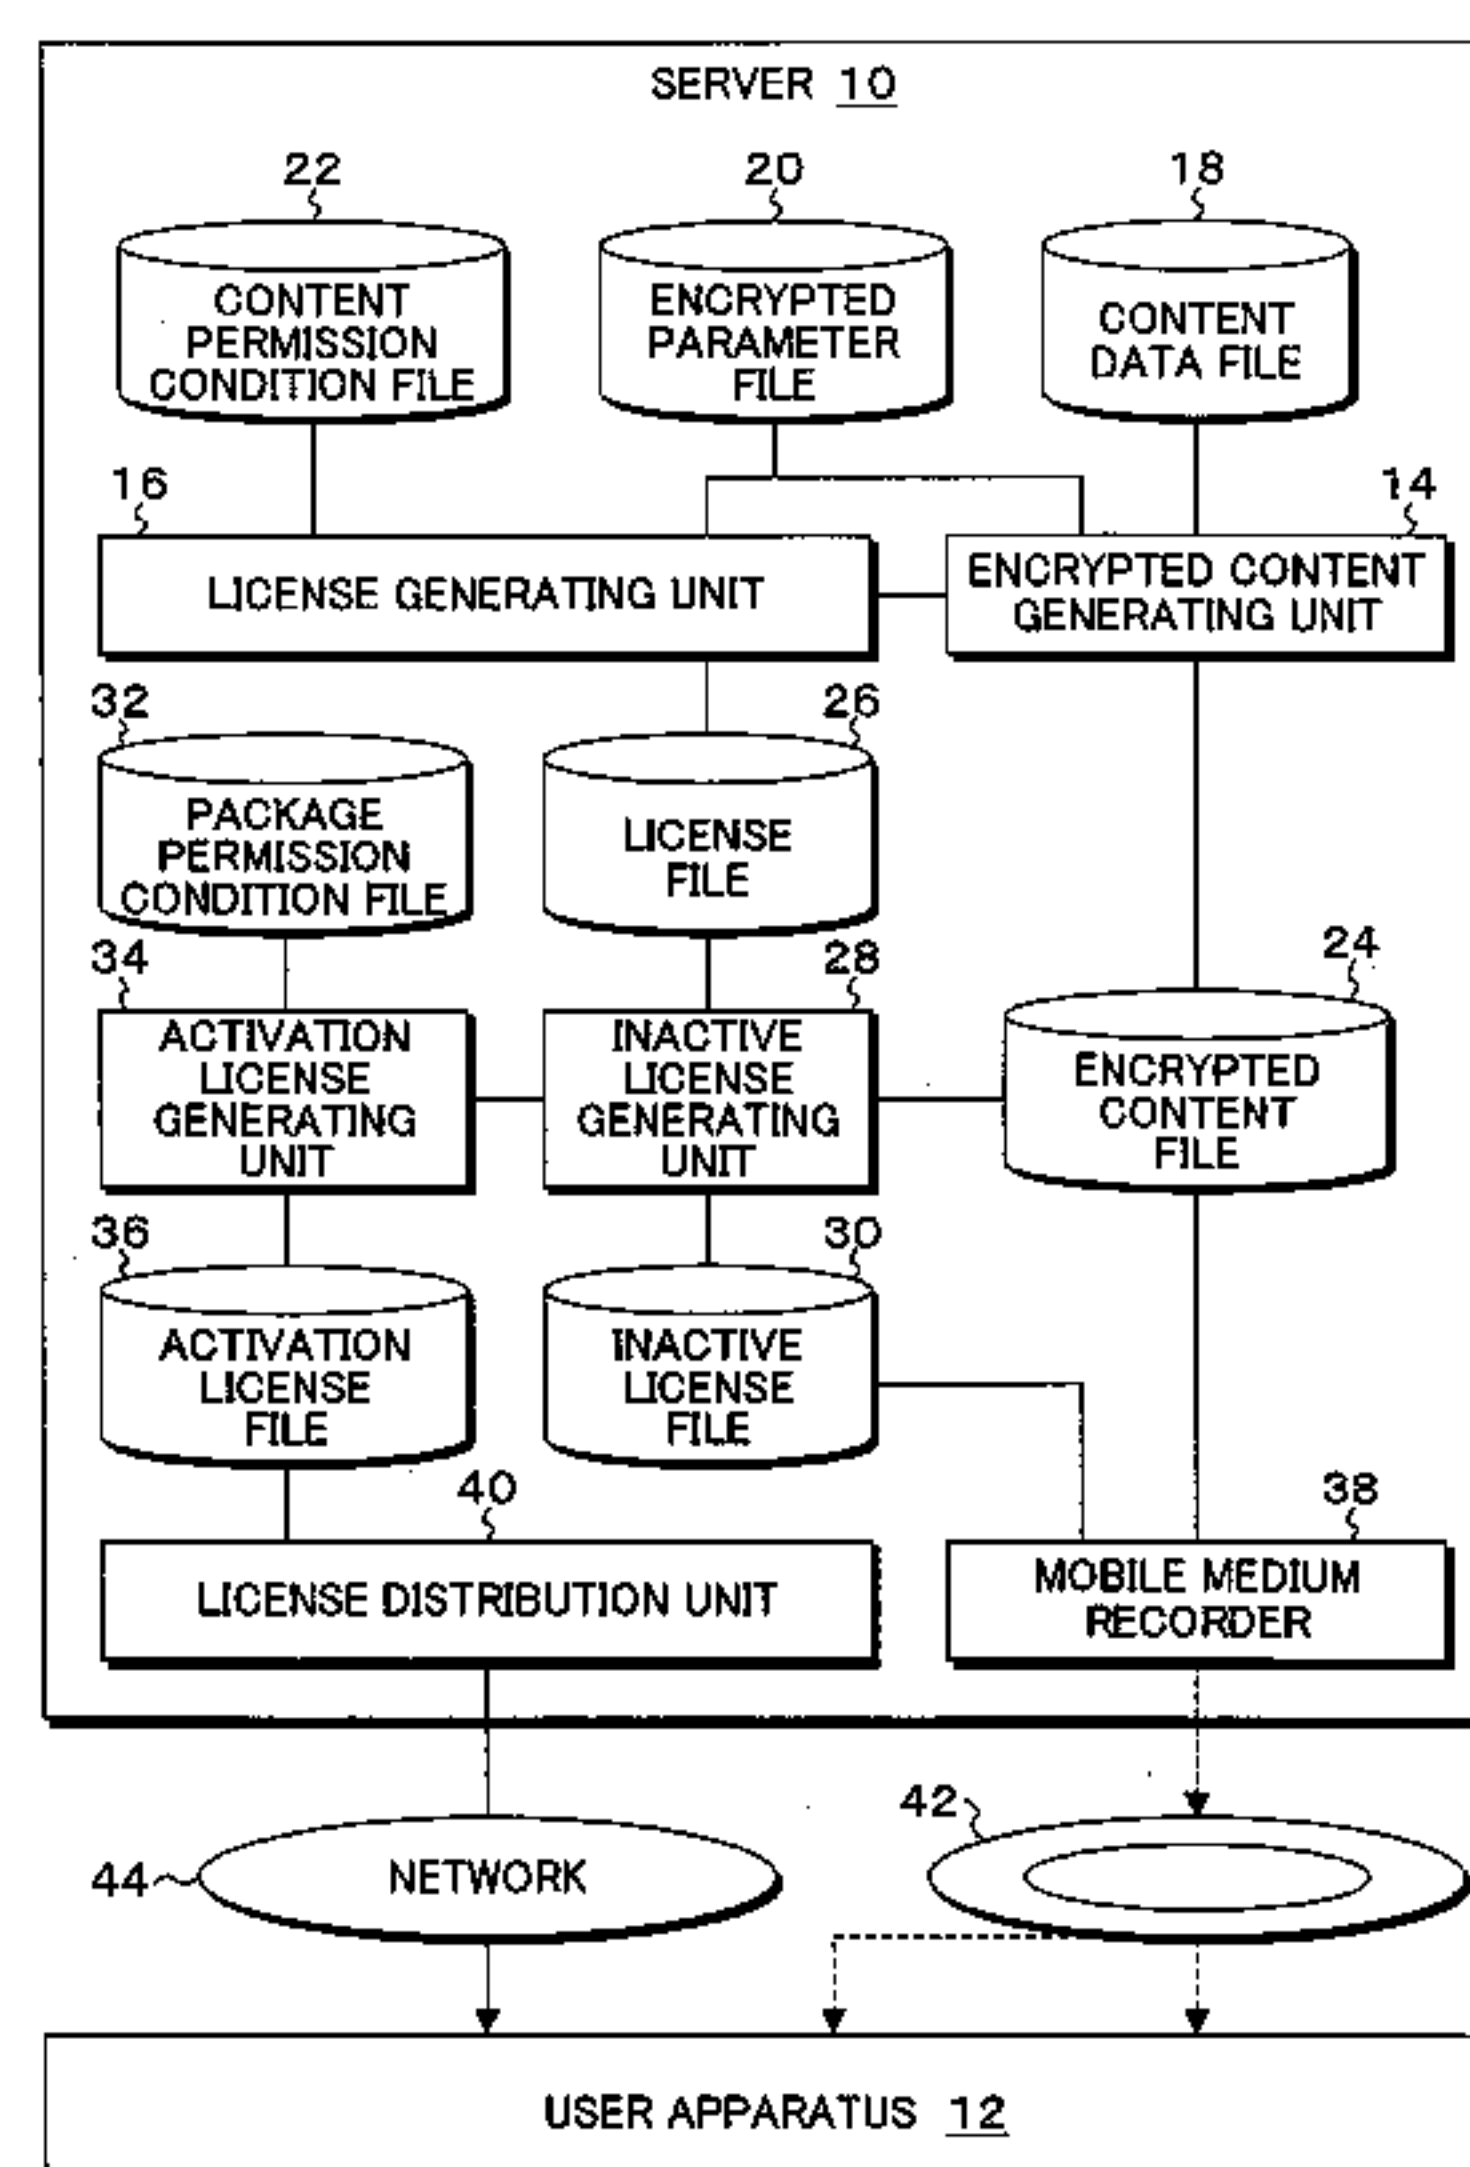 SERVER 10
22
20
18
CONTENT
PERMISSION
CONDITION FILE
ENCRYPTED
PARAMETER
FILE
CONTENT
DATA FILE
16
14
LICENSE GENERATING UNIT
ENCRYPTED CONTENT
GENERATING UNIT
32
26
PACKAGE
PERMISSION
CONDITION FILE
LICENSE
FILE
34
28
24
ACTIVATION
LICENSE
GENERATING
UNIT
INACTIVE
LICENSE
GENERATING
UNIT
ENCRYPTED
CONTENT
FILE
36
30
ACTIVATION
LICENSE
FILE
INACTIVE
LICENSE
FILE
40
38
LICENSE DISTRIBUTION UNIT
MOBILE MEDIUM
RECORDER
42
44
NETWORK
USER APPARATUS 12